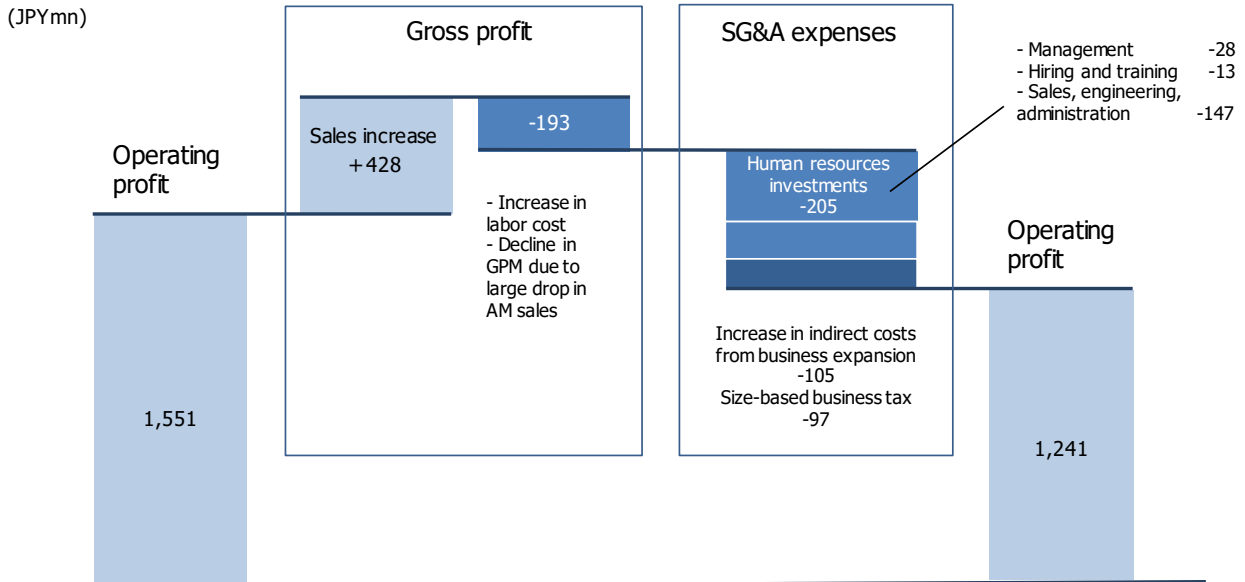 (JPYmn)
Gross profit
SG&A expenses
- Management -28
- Hiring and training -13
- Sales, engineering,
administration -147
Operating
profit
Sales increase
+428
-193
Human resources
investments
-205
- Increase in
labor cost
- Decline in
GPM due to
large drop in
AM sales
Operating
profit
Increase in indirect costs
from business expansion
-105
Size-based business tax
-97
1,551
1,241